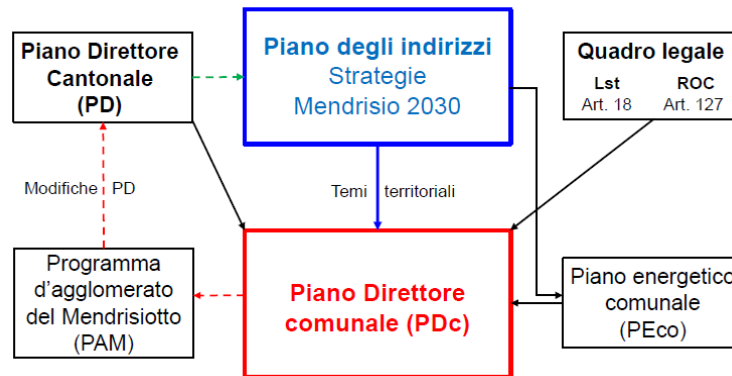 Piano Direttore
Cantonale
(PD)
Piano degli indirizzi
Strategie
Mendrisio 2030
Quadro legale
Lst ROC
Art. 18 Art. 127
Modifiche PD
Temi territoriali
Programma
d'agglomerato
del Mendrisiotto
(PAM)
Piano Direttore
comunale (PDc)
Piano energetico
comunale
(PEco)